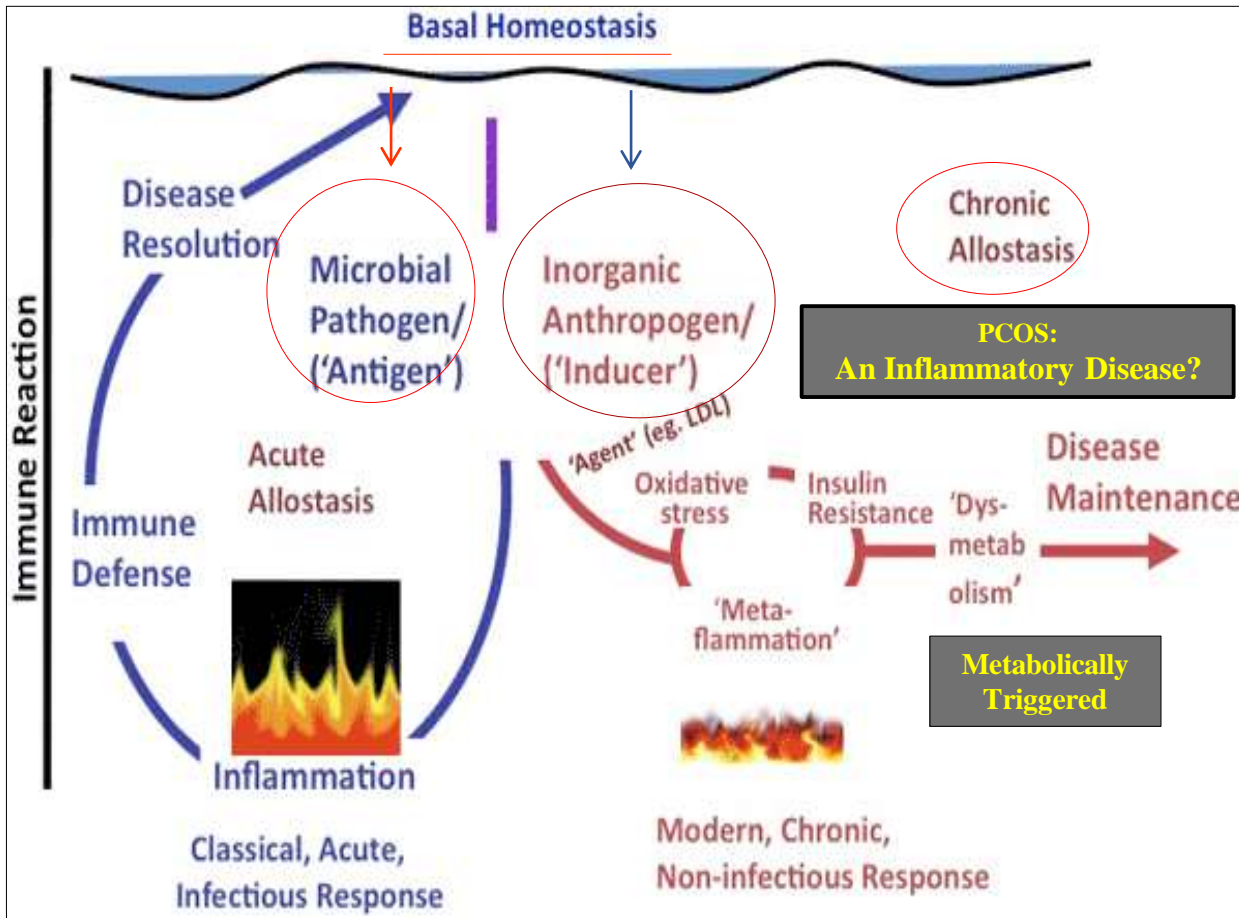 Basal Homeostasis
Immune Reaction
Disease
Resolution
Microbial
Pathogen/
(‘Antigen’)
Inorganic
Anthropogen/
(‘Inducer’)
Chronic
Allostasis
PCOS:
An Inflammatory Disease?
Acute
Allostasis
Immune
Defense
‘Agent’ (eg. LDL)
Oxidative
stress
Insulin
Resistance
‘Dys-
metab
olism’
Disease
Maintenance
‘Meta-
flammation’
Metabolically
Triggered
Inflammation
Classical, Acute,
Infectious Response
Modern, Chronic,
Non-infectious Response